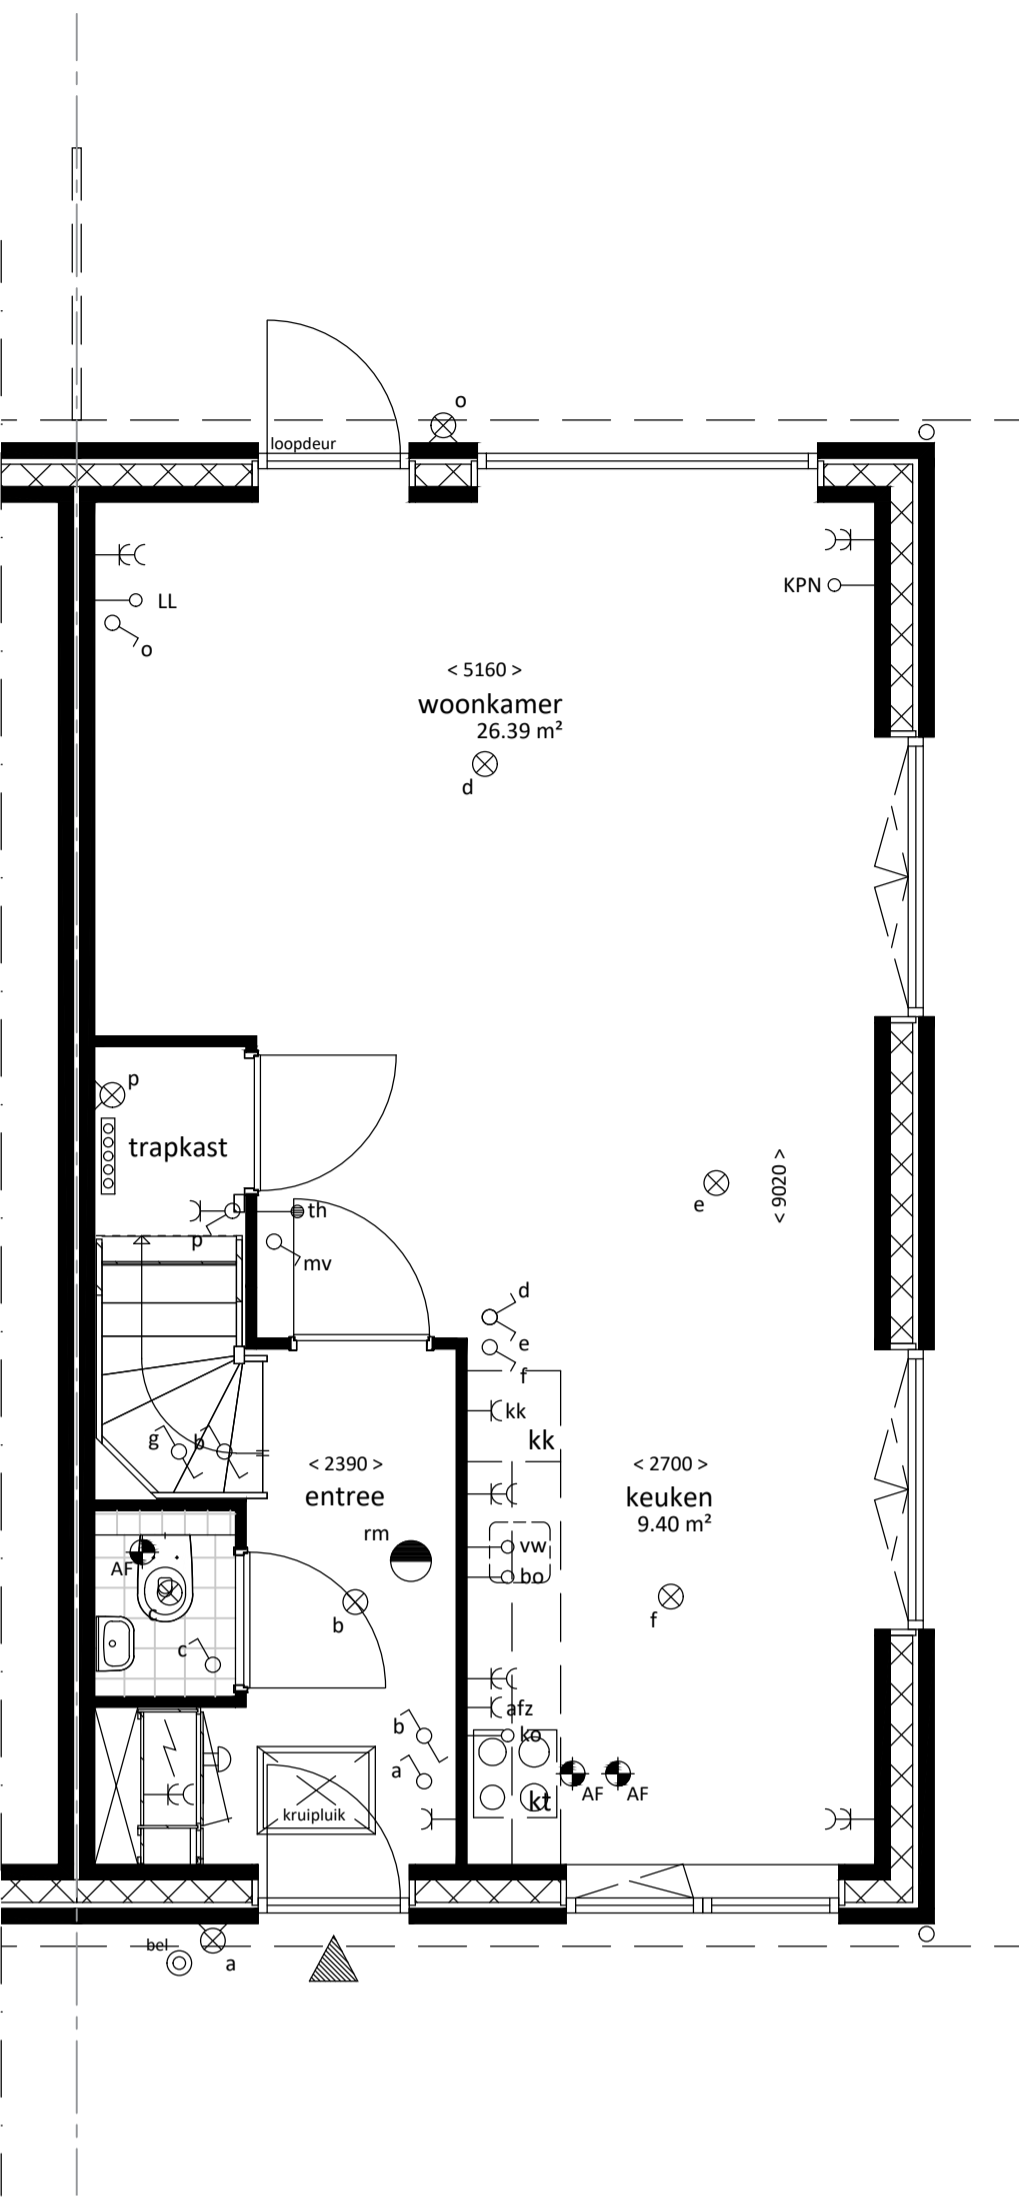 o
loopdeur
LL
o
KPN
< 5160 >
woonkamer
26.39 m²
d
p
trapkast
< 9020 >
e
th
p
mv
d
e
f
kk
kk
g
b
< 2390 >
entree
< 2700 >
keuken
9.40 m²
rm
vw
bo
AF
c
b
f
c
afz
ko
b
a
AF
AF
kt
kruipluik
bel
a